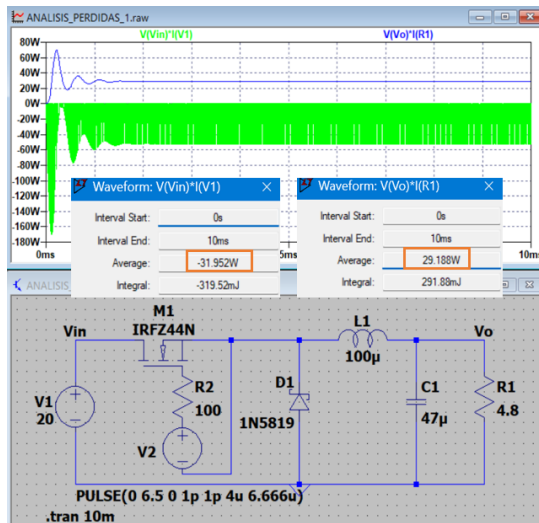 ANALISIS_PERDIDAS_1.raw
V(Vin)*I(V1)
V(Vo)*I(R1)
80W
60W
40W
20W
0W
-20W
-40W
-60W
-80W
-100W
-120W
-140W
-160W
-180W
0ms
5ms
10ms
Waveform: V(Vin)*I(V1)
Interval Start: 0s
Interval End: 10ms
Average: -31.952W
Integral: -319.52mJ
Waveform: V(Vo)*I(R1)
Interval Start: 0s
Interval End: 10ms
Average: 29.188W
Integral: 291.88mJ
ANALISIS
M1
Vin
IRFZ44N
L1
Vo
100µ
R2
100
D1
1N5819
C1
47µ
R1
4.8
V1
20
V2
PULSE(0 6.5 0 1p 1p 4u 6.666u)
.tran 10m